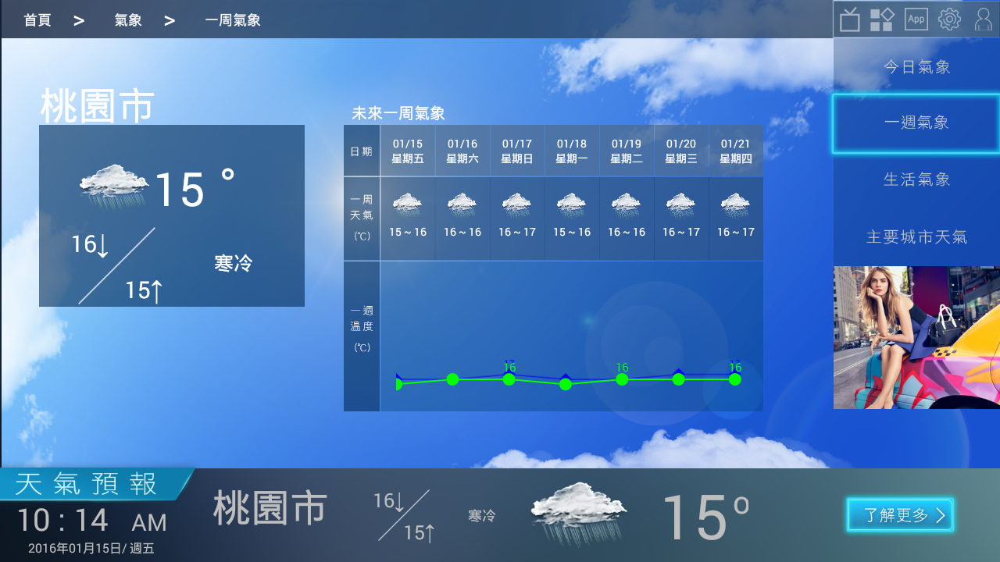 首頁 > 氣象 > 一周氣象
App
今日氣象
一週氣象
生活氣象
主要城市天氣
桃園市
15°
16↓
15↑
寒冷
未來一周氣象
日期 01/15 01/16 01/17 01/18 01/19 01/20 01/21
星期五 星期六 星期日 星期一 星期二 星期三 星期四
一周
天氣
(℃) 15~16 16~16 16~17 15~16 16~16 16~17 16~17
一週
温度
(℃)
16 16 16
天氣預報
10:14 AM
2016年01月15日/ 週五
桃園市
16↓
15↑
寒冷
15°
了解更多 >